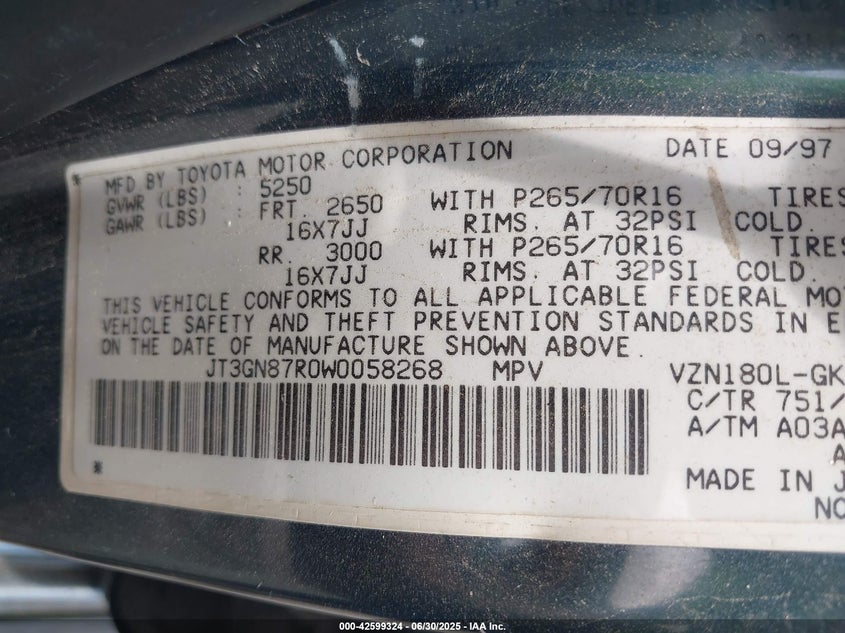 MFD BY TOYOTA MOTOR CORPORATION DATE 09/97
GVWR (LBS) : 5250
GAWR (LBS) : FRT. 2650 WITH P265/70R16 TIRES
16X7JJ RIMS. AT 32PSI COLD.
RR. 3000 WITH P265/70R16 TIRES
16X7JJ RIMS. AT 32PSI COLD.
THIS VEHICLE CONFORMS TO ALL APPLICABLE FEDERAL MO
VEHICLE SAFETY AND THEFT PREVENTION STANDARDS IN E
ON THE DATE OF MANUFACTURE SHOWN ABOVE.
JT3GN87R0W0058268 MPV VZN180L-GK
C/TR 751/
A/TM A03A
A
MADE IN J
NO
000-42599324 | 06/30/2025 | IAA Inc.